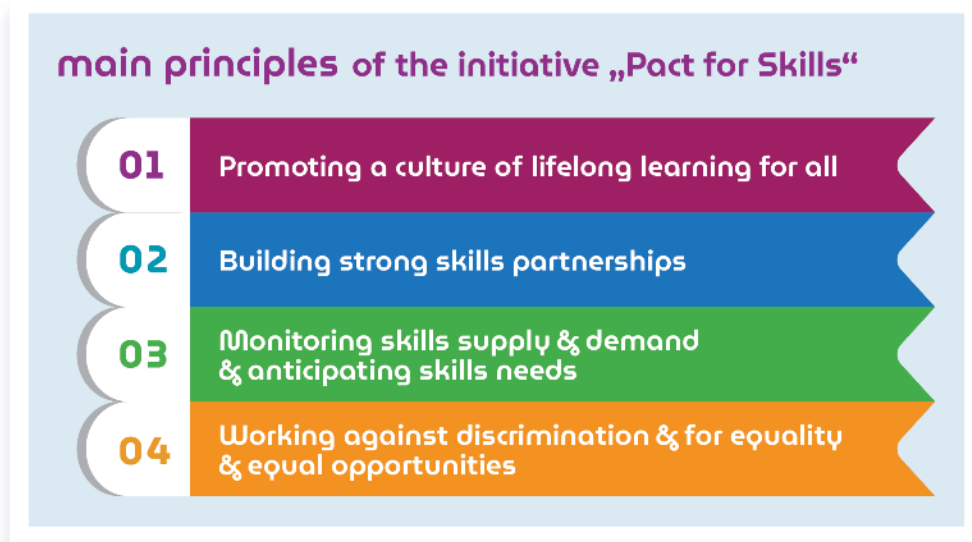 main principles of the initiative „Pact for Skills“
01
Promoting a culture of lifelong learning for all
02
Building strong skills partnerships
03
Monitoring skills supply & demand
& anticipating skills needs
04
Working against discrimination & for equality
& equal opportunities